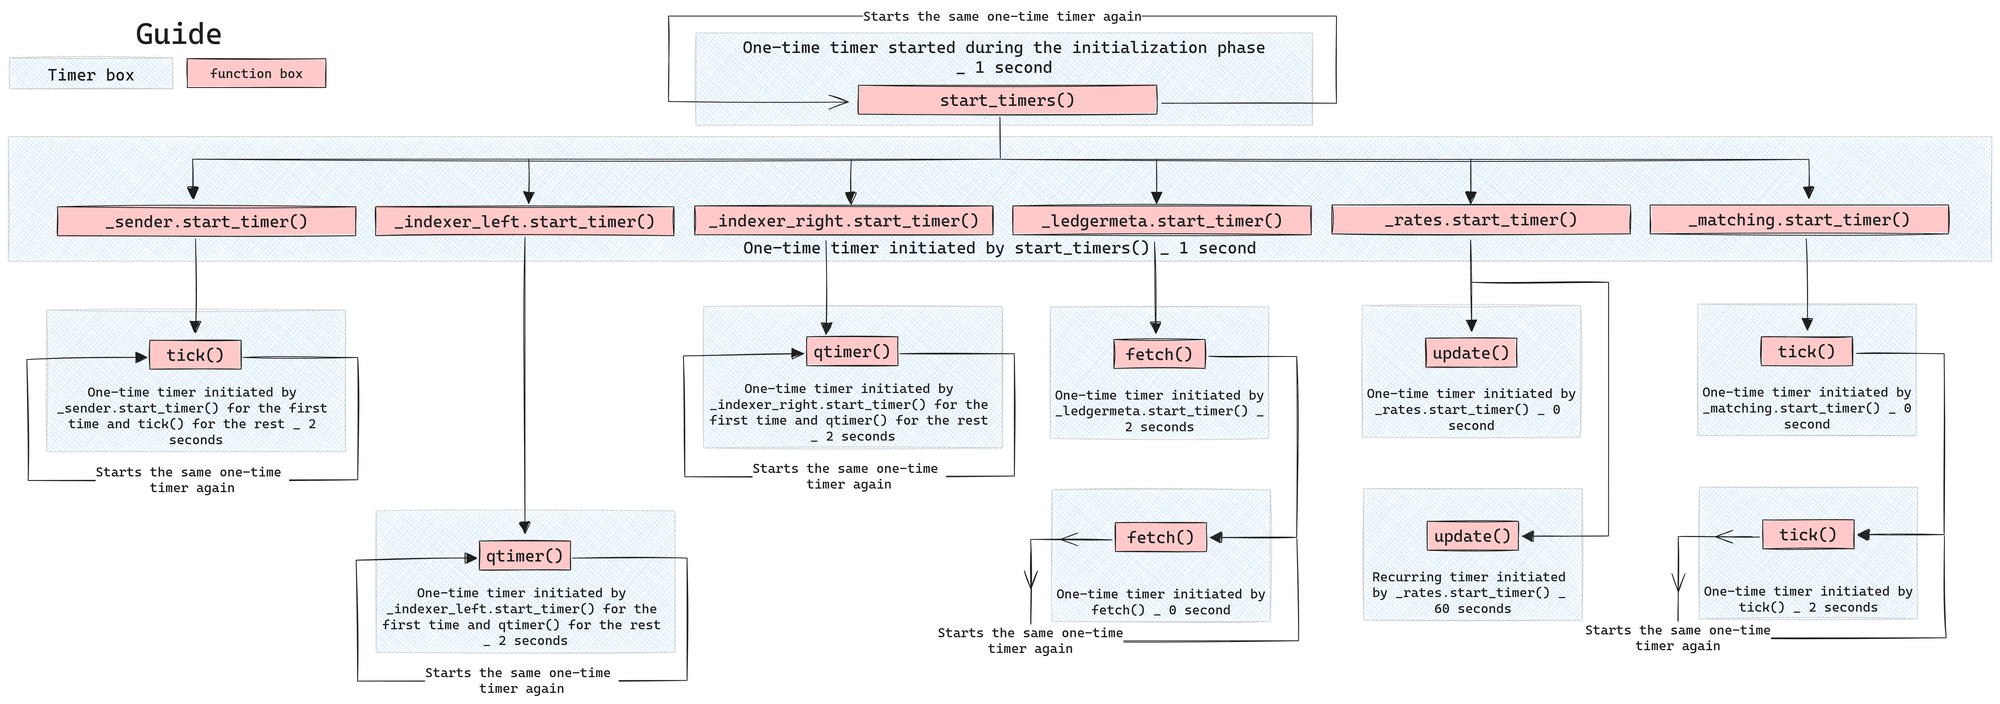 Starts the same one-time timer again
Guide
One-time timer started during the initialization phase
_ 1 second
Timer box
function box
start_timers()
_sender.start_timer()
_indexer_left.start_timer()
_indexer_right.start_timer()
_ledgermeta.start_timer()
_rates.start_timer()
_matching.start_timer()
One-time timer initiated by start_timers() _ 1 second
tick()
One-time timer initiated by
_sender.start_timer() for the first
time and tick() for the rest _ 2
seconds
Starts the same one-time
timer again
qtimer()
One-time timer initiated by
_indexer_left.start_timer() for the
first time and qtimer() for the rest
_ 2 seconds
Starts the same one-time
timer again
qtimer()
One-time timer initiated by
_indexer_right.start_timer() for the
first time and qtimer() for the rest
_ 2 seconds
Starts the same one-time
timer again
fetch()
One-time timer initiated by
_ledgermeta.start_timer() _
2 seconds
fetch()
One-time timer initiated by
fetch() _ 0 second
Starts the same one-time
timer again
update()
One-time timer initiated by
_rates.start_timer() _ 0
second
update()
Recurring timer initiated
by _rates.start_timer() _
60 seconds
tick()
One-time timer initiated by
_matching.start_timer() _ 0
second
tick()
One-time timer initiated by
tick() _ 2 seconds
Starts the same one-time
timer again